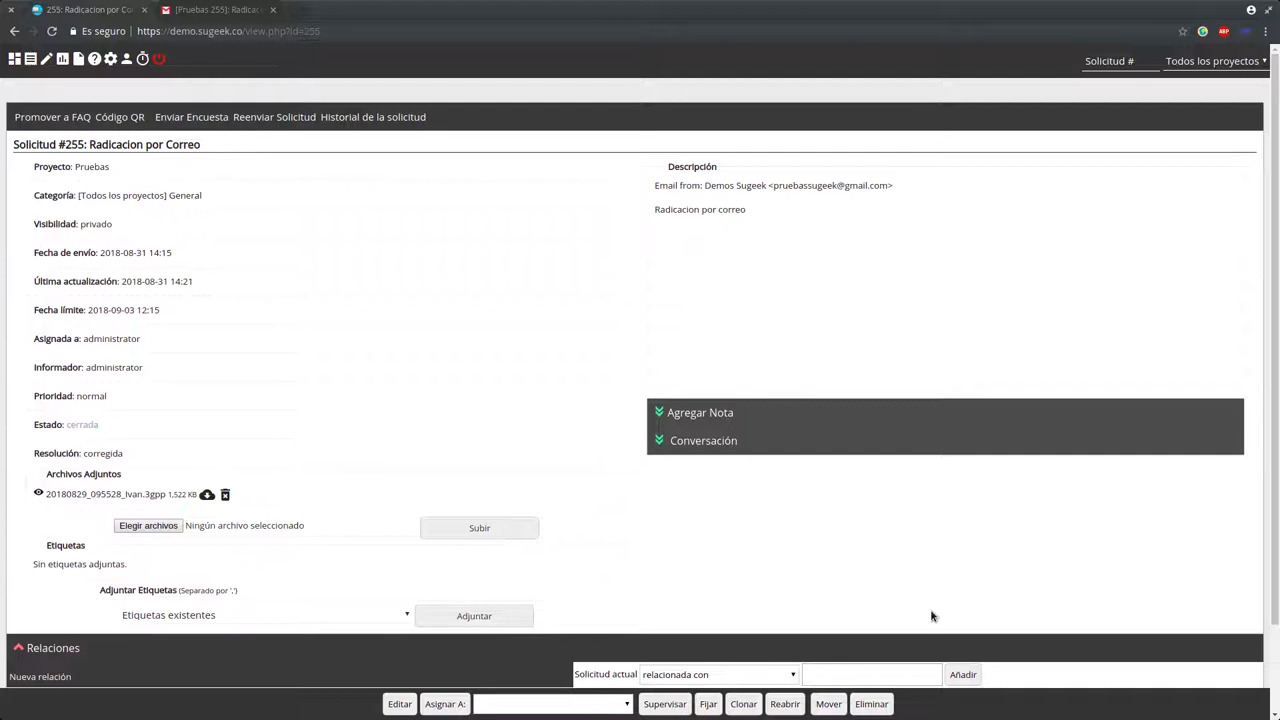 255: Radicacion por Cor
[Pruebas 255]: Radicac
Es seguro
https://demo.sugeek.co/view.php?id=255
ABP
Solicitud #
Todos los proyectos
Promover a FAQ Código QR Enviar Encuesta Reenviar Solicitud Historial de la solicitud
Solicitud #255: Radicacion por Correo
Proyecto: Pruebas
Categoría: [Todos los proyectos] General
Visibilidad: privado
Fecha de envío: 2018-08-31 14:15
Última actualización: 2018-08-31 14:21
Fecha límite: 2018-09-03 12:15
Asignada a: administrator
Informador: administrator
Prioridad: normal
Estado: cerrada
Resolución: corregida
Archivos Adjuntos
20180829_095528_Ivan.3gpp 1,522 KB
Elegir archivos Ningún archivo seleccionado
Subir
Etiquetas
Sin etiquetas adjuntas.
Adjuntar Etiquetas (Separado por ',')
Etiquetas existentes
Adjuntar
Descripción
Email from: Demos Sugeek <pruebassugeek@gmail.com>
Radicacion por correo
Agregar Nota
Conversación
Relaciones
Nueva relación
Solicitud actual relacionada con
Añadir
Editar Asignar A: Supervisar Fijar Clonar Reabrir Mover Eliminar